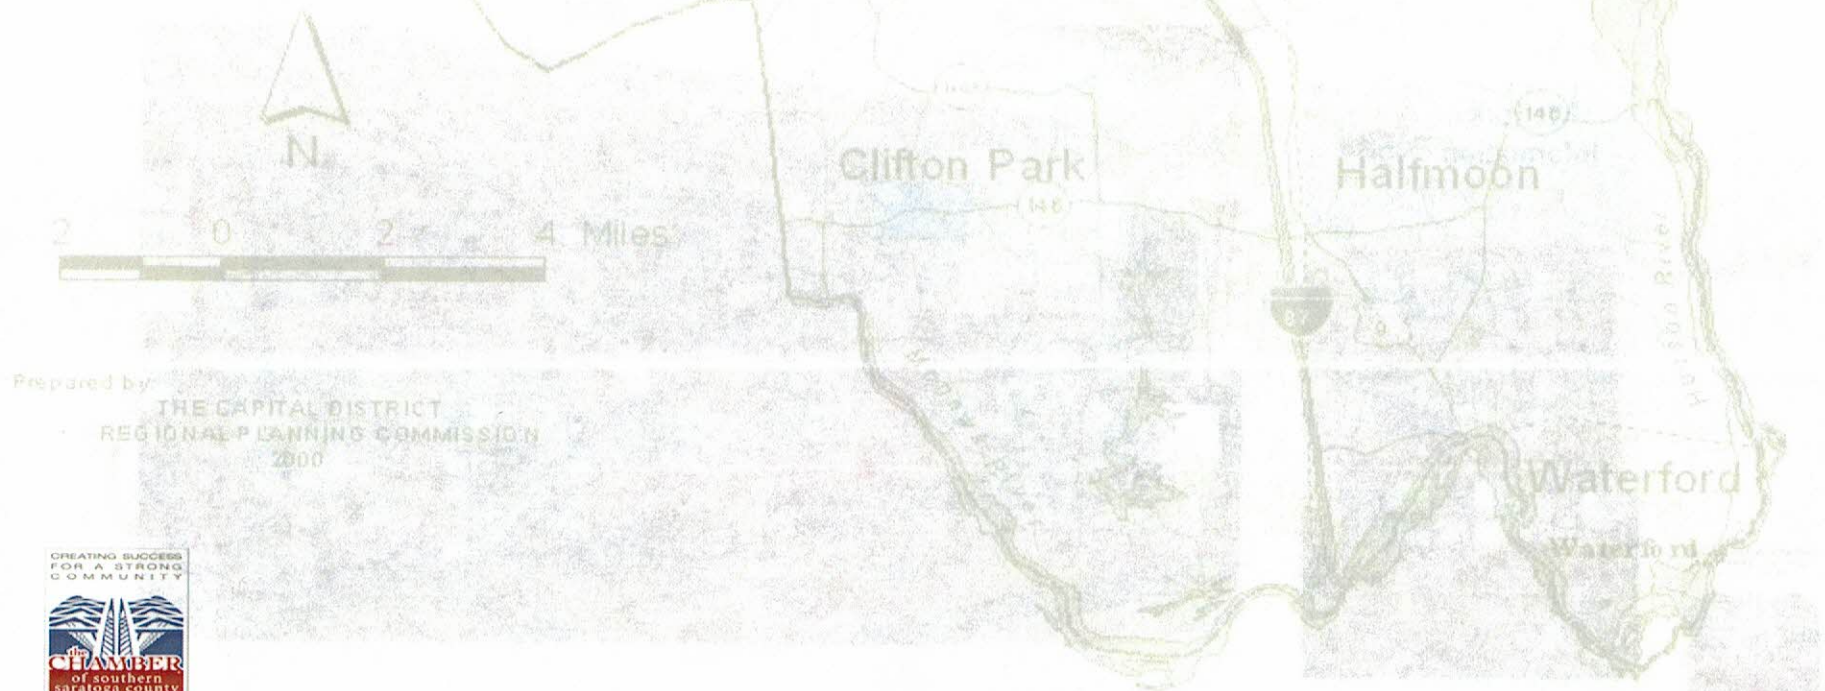 N
Clifton Park
Halfmoon
146
146
2 0 2 4 Miles
Hudson River
87
9
Prepared by
THE CAPITAL DISTRICT
REGIONAL PLANNING COMMISSION
2000
Waterford
Waterford
CREATING SUCCESS
FOR A STRONG
COMMUNITY
the
CHAMBER
of southern
saratoga county